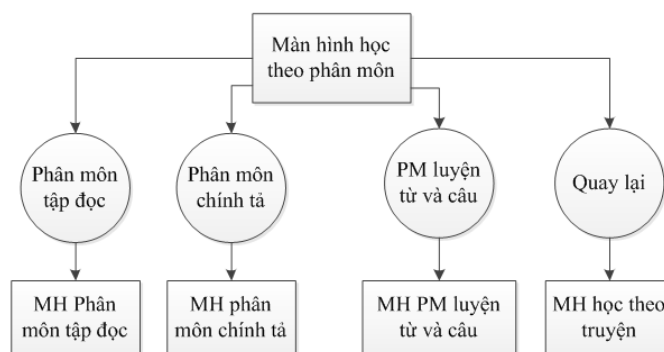 Màn hình học
theo phân môn
Phân môn
tập đọc
Phân môn
chính tả
PM luyện
từ và câu
Quay lại
MH Phân
môn tập đọc
MH phân
môn chính tả
MH PM luyện
từ và câu
MH học theo
truyện